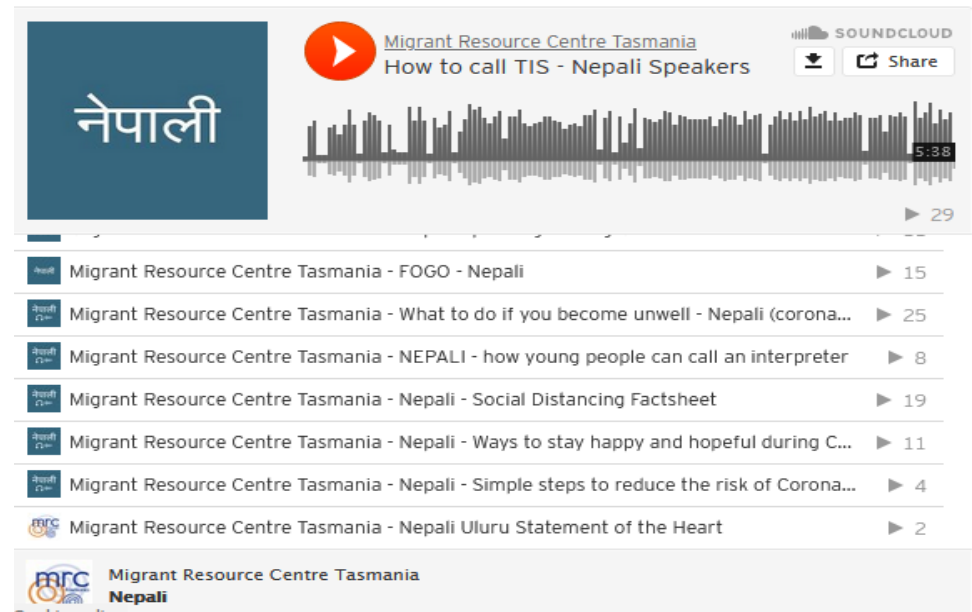 नेपाली
Migrant Resource Centre Tasmania
How to call TIS - Nepali Speakers
SOUNDCLOUD
Share
5:38
29
Migrant Resource Centre Tasmania - FOGO - Nepali 15
नेपाली
Migrant Resource Centre Tasmania - What to do if you become unwell - Nepali (corona... 25
नेपाली
Migrant Resource Centre Tasmania - NEPALI - how young people can call an interpreter 8
नेपाली
Migrant Resource Centre Tasmania - Nepali - Social Distancing Factsheet 19
नेपाली
Migrant Resource Centre Tasmania - Nepali - Ways to stay happy and hopeful during C... 11
नेपाली
Migrant Resource Centre Tasmania - Nepali - Simple steps to reduce the risk of Corona... 4
mrc
Migrant Resource Centre Tasmania - Nepali Uluru Statement of the Heart 2
mrc
Migrant Resource Centre Tasmania
Nepali